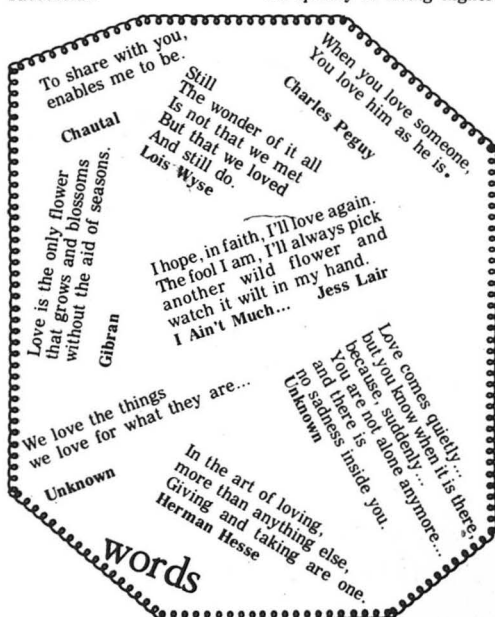 To share with you,
enables me to be.
Chautal
Still
The wonder of it all
Is not that we met
But that we loved
And still do.
Lois Wyse
When you love someone,
You love him as he is.
Charles Peguy
Love is the only flower
that grows and blossoms
without the aid of seasons.
Gibran
I hope, in faith, I'll love again.
The fool I am, I'll always pick
another wild flower and
watch it wilt in my hand.
I Ain't Much... Jess Lair
Love comes quietly...
but you know when it is there,
because, suddenly...
You are not alone anymore...
and there is
no sadness inside you.
Unknown
We love the things
we love for what they are...
Unknown
In the art of loving,
more than anything else,
Giving and taking are one.
Herman Hesse
words